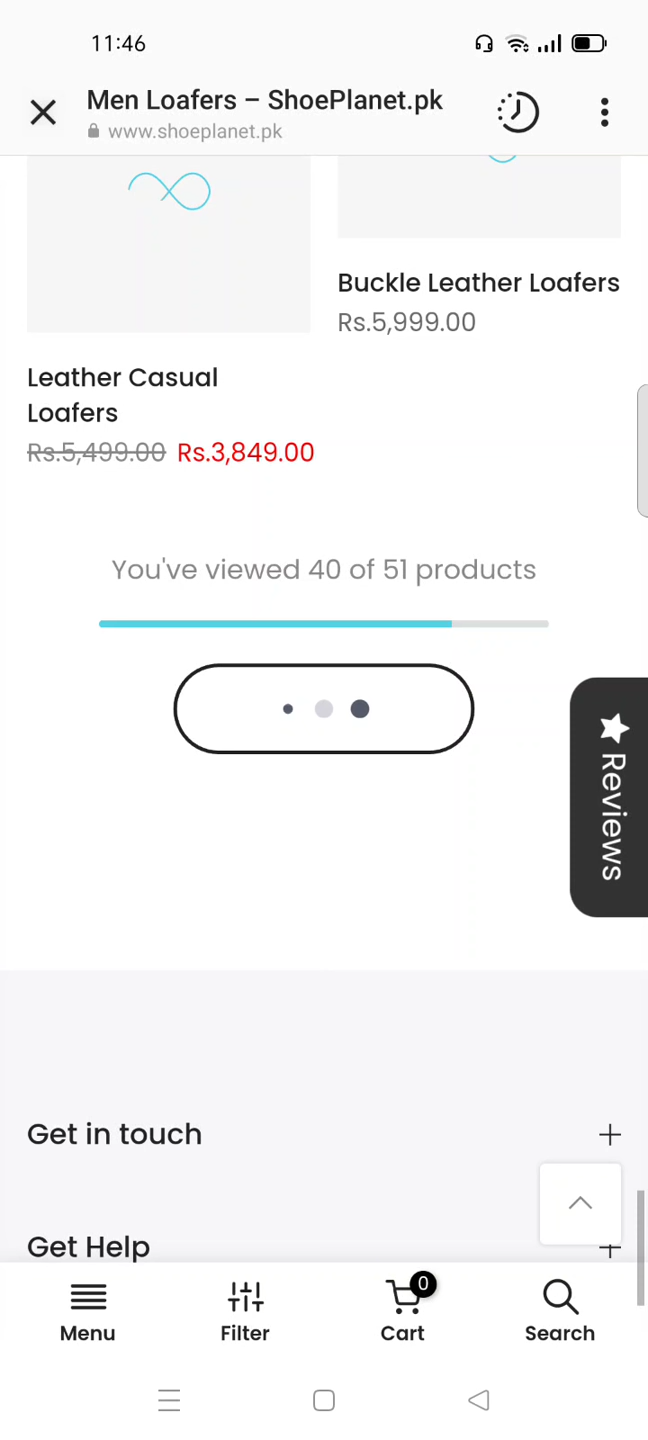 11:46
Men Loafers – ShoePlanet.pk
www.shoeplanet.pk
Buckle Leather Loafers
Rs.5,999.00
Leather Casual
Loafers
Rs.5,499.00 Rs.3,849.00
You've viewed 40 of 51 products
Reviews
Get in touch
Get Help
0
Menu
Filter
Cart
Search